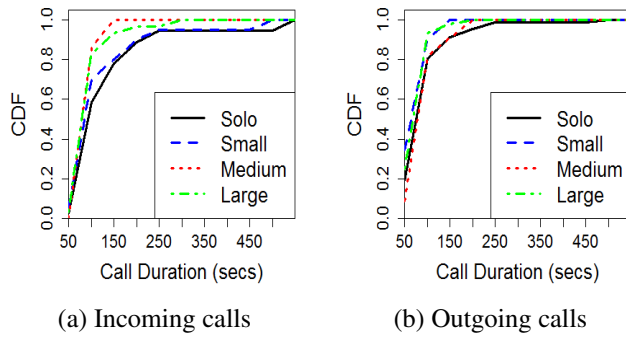 CDF
1.0
0.8
0.6
0.4
0.2
0.0
Solo
Small
Medium
Large
50 150 250 350 450
Call Duration (secs)
(a) Incoming calls
CDF
1.0
0.8
0.6
0.4
0.2
0.0
Solo
Small
Medium
Large
50 150 250 350 450
Call Duration (secs)
(b) Outgoing calls